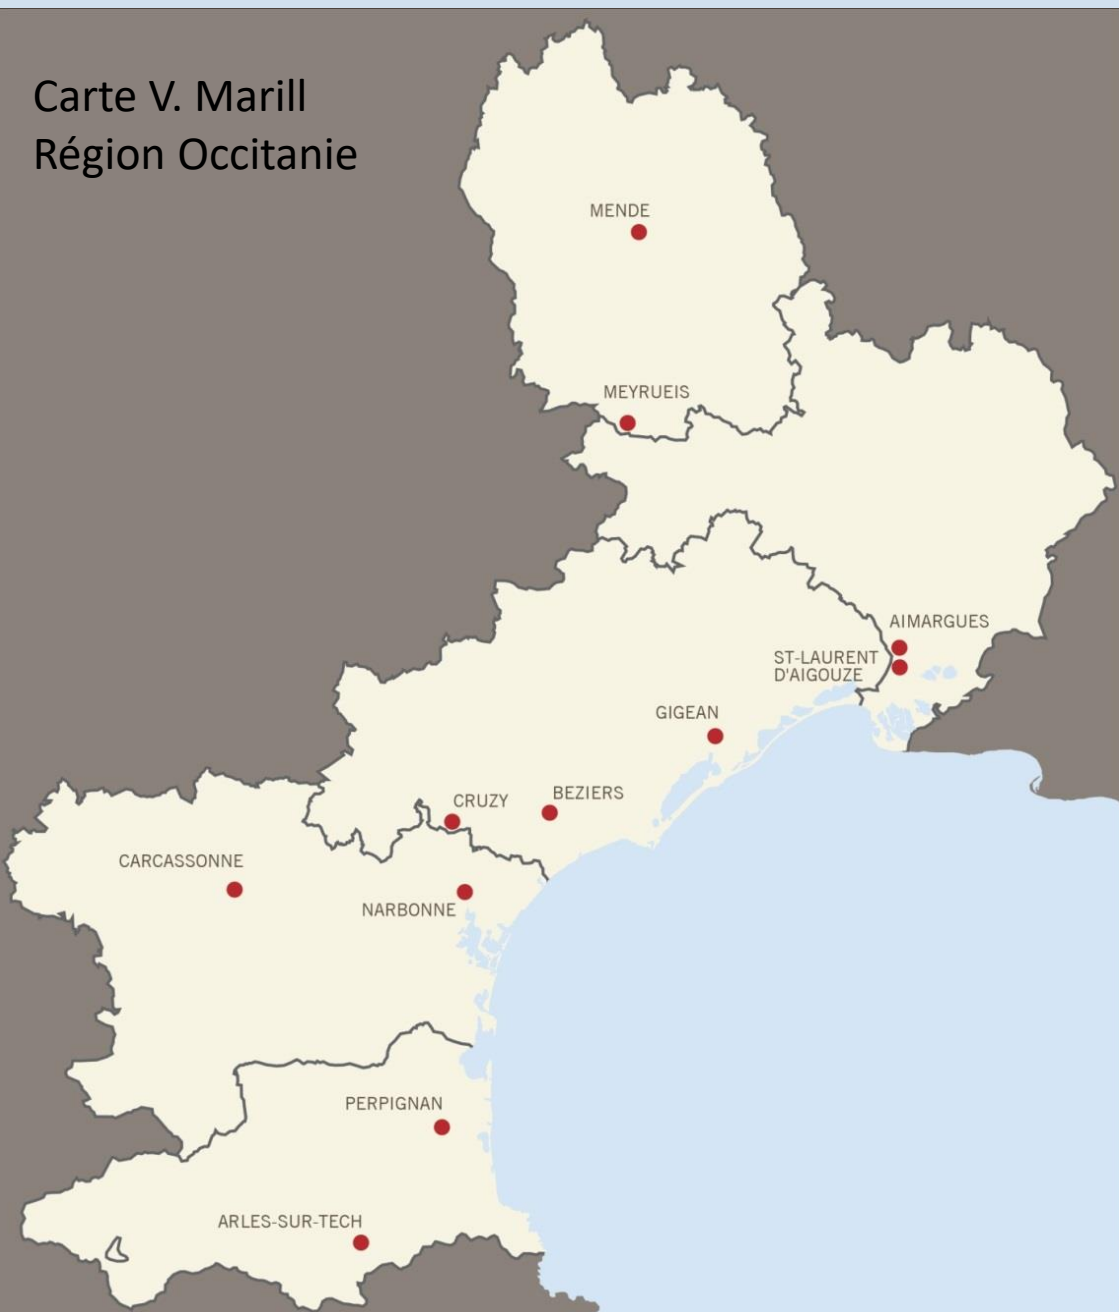 Carte V. Marill
Région Occitanie
MENDE
MEYRUEIS
AIMARGUES
ST-LAURENT
D'AIGOUZE
GIGEAN
BEZIERS
CRUZY
CARCASSONNE
NARBONNE
PERPIGNAN
ARLES-SUR-TECH